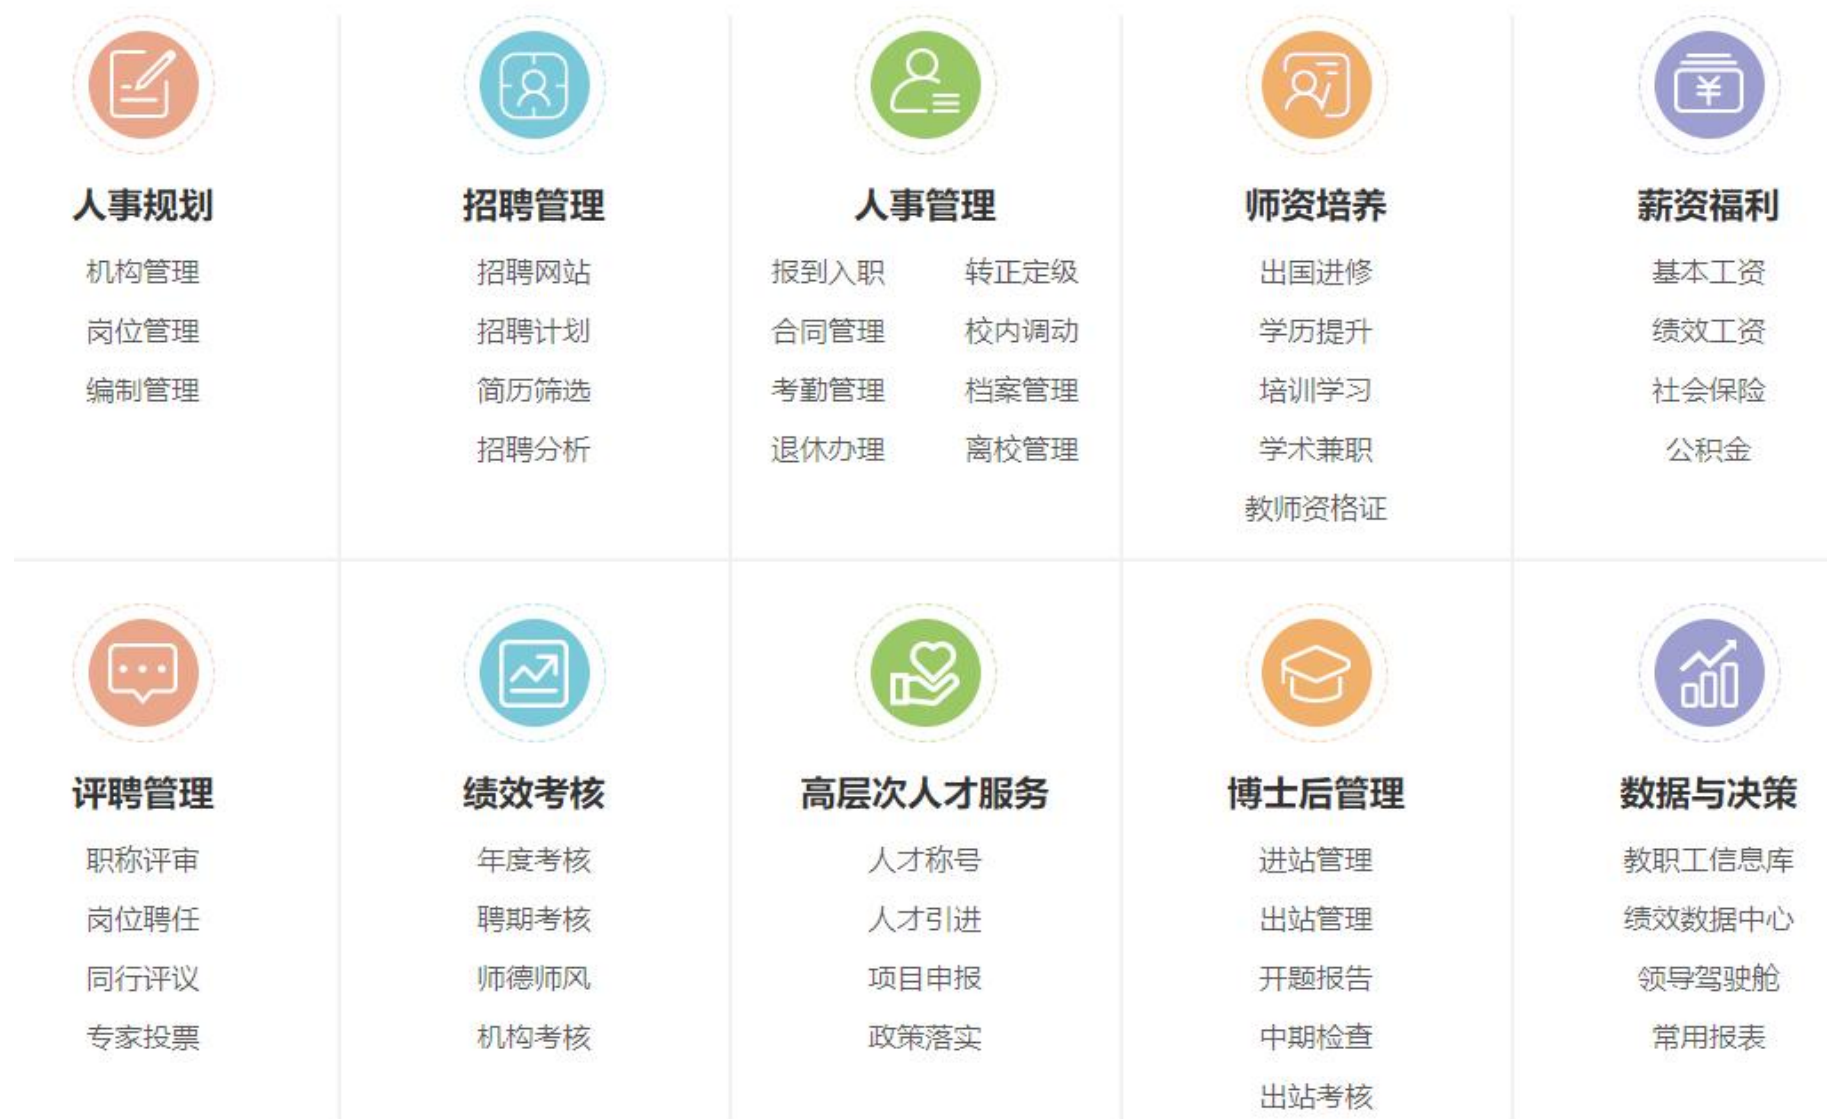 人事规划
机构管理
岗位管理
编制管理
招聘管理
招聘网站
招聘计划
简历筛选
招聘分析
人事管理
报到入职 转正定级
合同管理 校内调动
考勤管理 档案管理
退休办理 离校管理
师资培养
出国进修
学历提升
培训学习
学术兼职
教师资格证
¥
薪资福利
基本工资
绩效工资
社会保险
公积金
评聘管理
职称评审
岗位聘任
同行评议
专家投票
绩效考核
年度考核
聘期考核
师德师风
机构考核
高层次人才服务
人才称号
人才引进
项目申报
政策落实
博士后管理
进站管理
出站管理
开题报告
中期检查
出站考核
数据与决策
教职工信息库
绩效数据中心
领导驾驶舱
常用报表